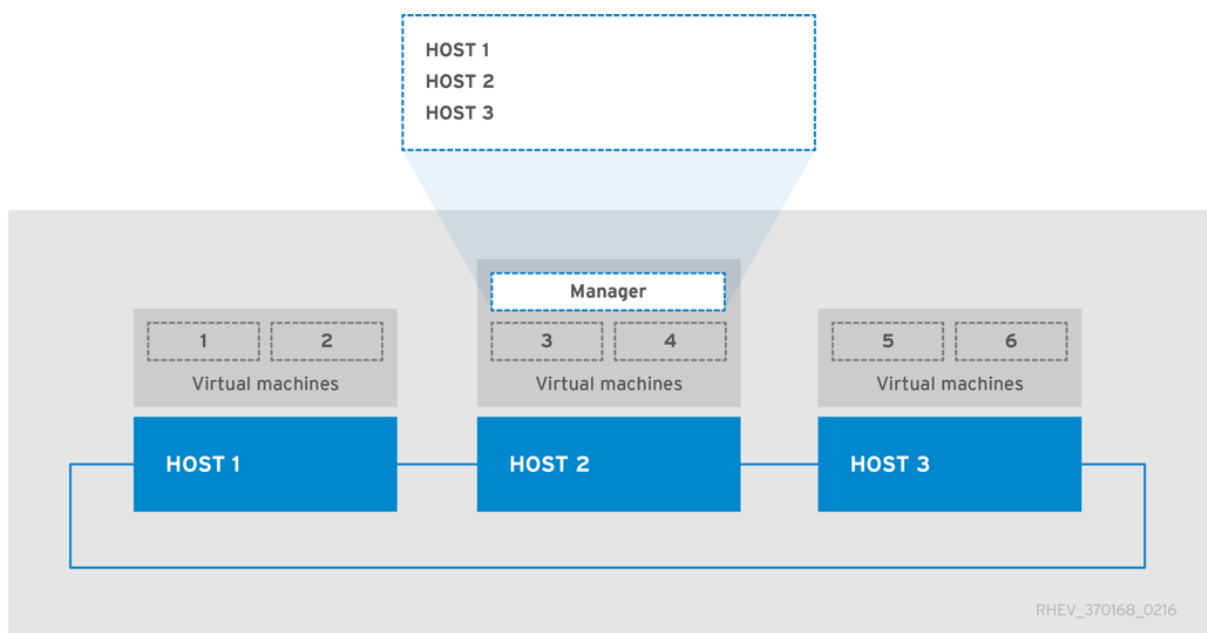 HOST 1
HOST 2
HOST 3
Manager
1 2
3 4
5 6
Virtual machines
Virtual machines
Virtual machines
HOST 1
HOST 2
HOST 3
RHEV_370168_0216